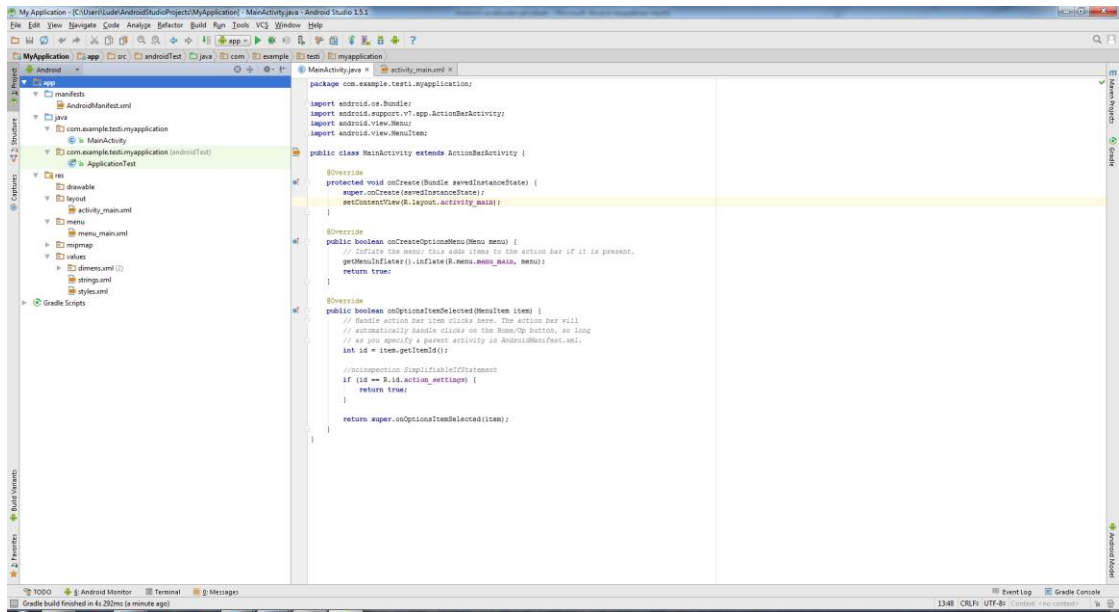 My Application - [C:\Users\Lude\AndroidStudioProjects\MyApplication] - MainActivity.java - Android Studio 1.5.1
File Edit View Navigate Code Analyze Refactor Build Run Tools VCS Window Help
app
MyApplication app src androidTest java com example testi myapplication
Android
MainActivity.java × activity_main.xml ×
1: Project
7: Structure
Captures
Build Variants
2: Favorites
app
manifests
AndroidManifest.xml
java
com.example.testi.myapplication
MainActivity
com.example.testi.myapplication (androidTest)
ApplicationTest
res
drawable
layout
activity_main.xml
menu
menu_main.xml
mipmap
values
dimens.xml (2)
strings.xml
styles.xml
Gradle Scripts
package com.example.testi.myapplication;
import android.os.Bundle;
import android.support.v7.app.ActionBarActivity;
import android.view.Menu;
import android.view.MenuItem;
public class MainActivity extends ActionBarActivity {
@Override
protected void onCreate(Bundle savedInstanceState) {
super.onCreate(savedInstanceState);
setContentView(R.layout.activity_main);
}
@Override
public boolean onCreateOptionsMenu(Menu menu) {
// Inflate the menu; this adds items to the action bar if it is present.
getMenuInflater().inflate(R.menu.menu_main, menu);
return true;
}
@Override
public boolean onOptionsItemSelected(MenuItem item) {
// Handle action bar item clicks here. The action bar will
// automatically handle clicks on the Home/Up button, so long
// as you specify a parent activity in AndroidManifest.xml.
int id = item.getItemId();
//noinspection SimplifiableIfStatement
if (id == R.id.action_settings) {
return true;
}
return super.onOptionsItemSelected(item);
}
}
Maven Projects
Gradle
Android Model
TODO 6: Android Monitor Terminal 0: Messages
Event Log Gradle Console
Gradle build finished in 4s 292ms (a minute ago)
13:48 CRLF÷ UTF-8÷ Context: <no context>